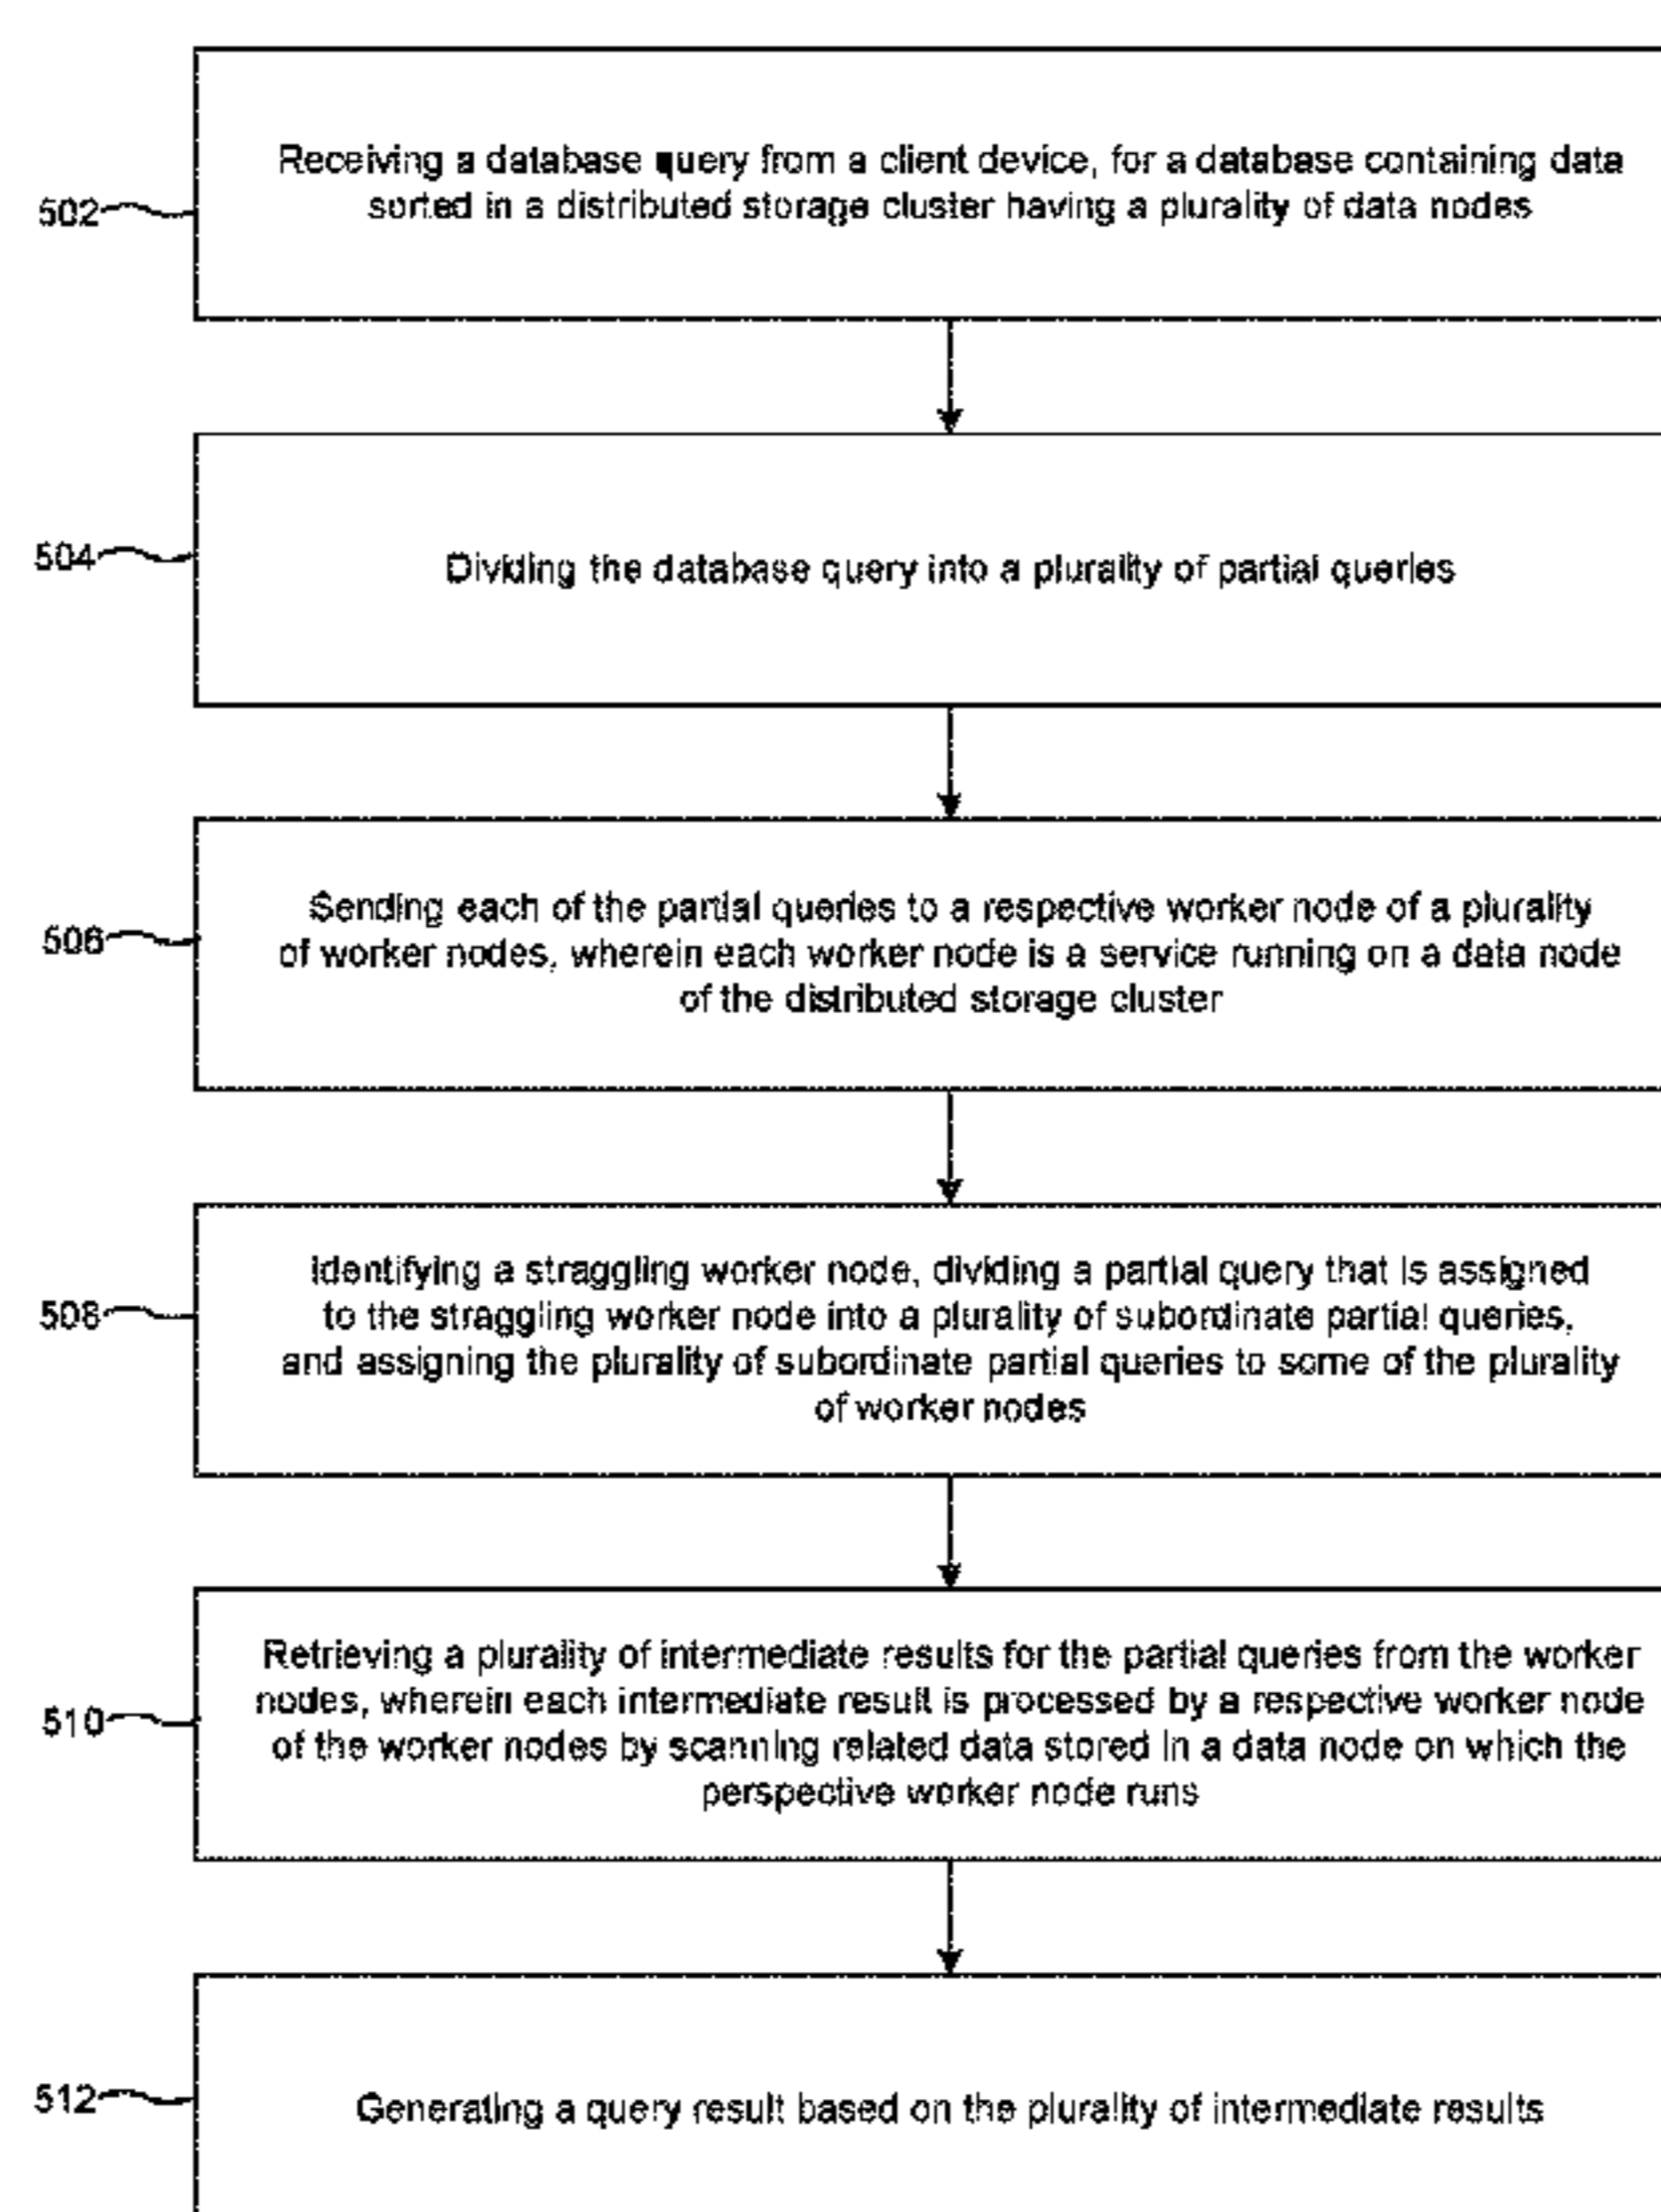 502
Receiving a database query from a client device, for a database containing data
sorted in a distributed storage cluster having a plurality of data nodes
504
Dividing the database query into a plurality of partial queries
506
Sending each of the partial queries to a respective worker node of a plurality
of worker nodes, wherein each worker node is a service running on a data node
of the distributed storage cluster
508
Identifying a straggling worker node, dividing a partial query that is assigned
to the straggling worker node into a plurality of subordinate partial queries,
and assigning the plurality of subordinate partial queries to some of the plurality
of worker nodes
510
Retrieving a plurality of intermediate results for the partial queries from the worker
nodes, wherein each intermediate result is processed by a respective worker node
of the worker nodes by scanning related data stored in a data node on which the
perspective worker node runs
512
Generating a query result based on the plurality of intermediate results